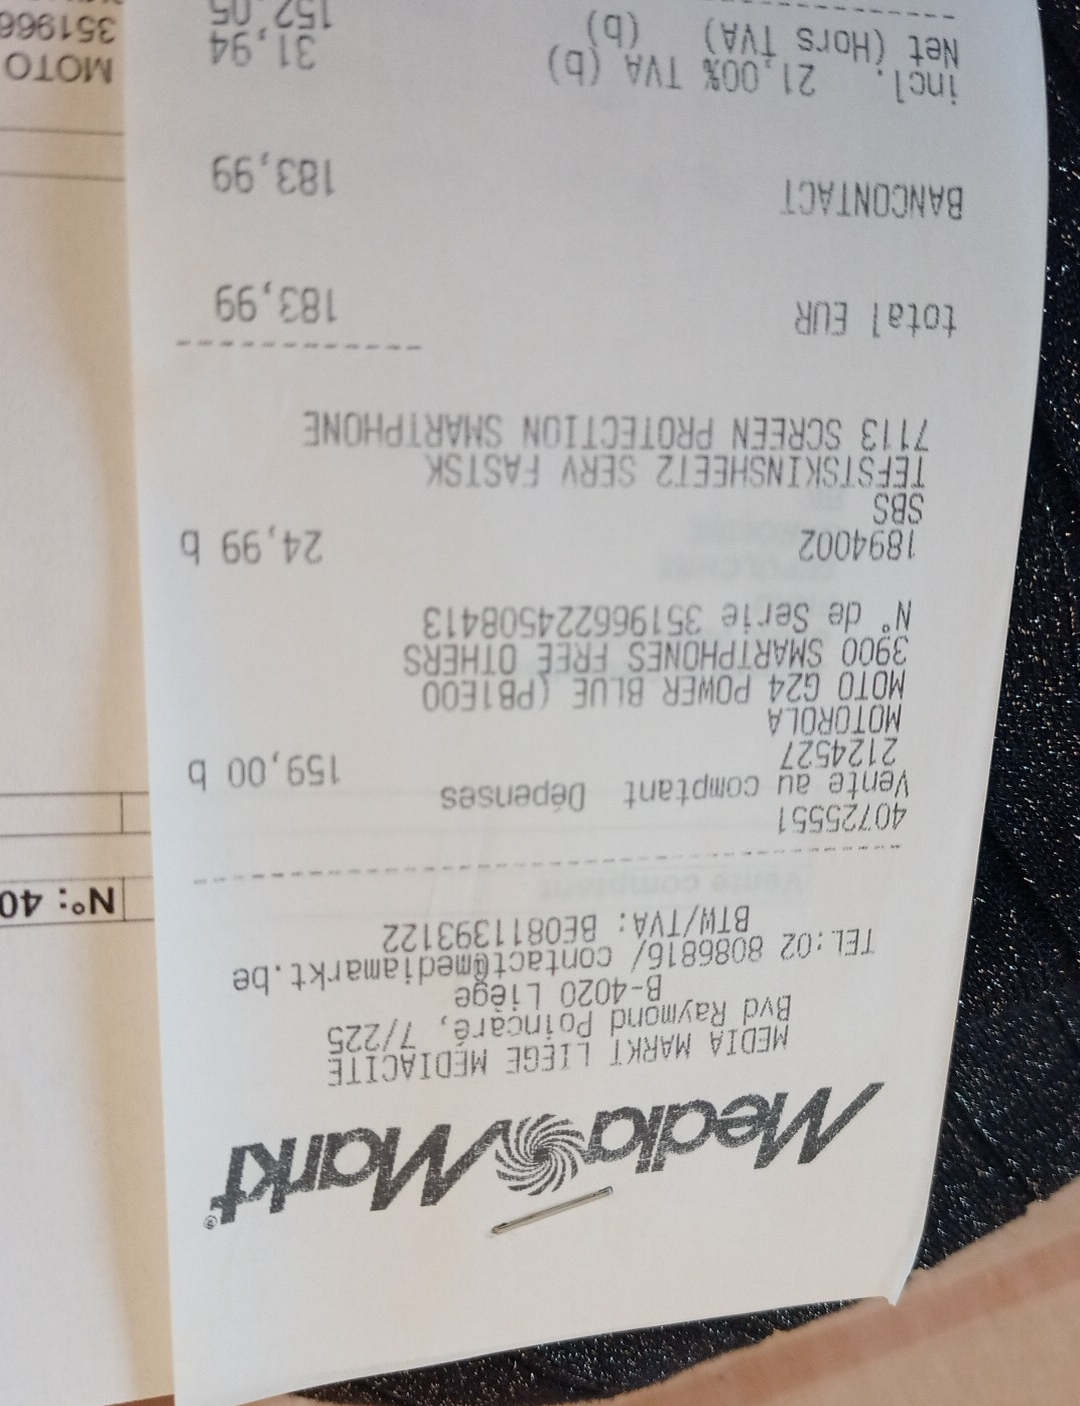 MediaMarkt®
MEDIA MARKT LIEGE MÉDIACITÉ
Bvd Raymond Poincaré, 7/225
B-4020 Liège
TEL:02 8086816/ contact@mediamarkt.be
BTW/TVA: BE0811393122
40725551
Vente au comptant Dépenses
2124527 159,00 b
MOTOROLA
MOTO G24 POWER BLUE (PB1E00
3900 SMARTPHONES FREE OTHERS
N° de Serie 351966224508413
1894002 24,99 b
SBS
TEFSTSKINSHEET2 SERV FASTSK
7113 SCREEN PROTECTION SMARTPHONE
total EUR 183,99
BANCONTACT 183,99
incl. 21,00% TVA (b) 31,94
Net (Hors TVA) (b) 152,05
N°: 40
MOTO
351966